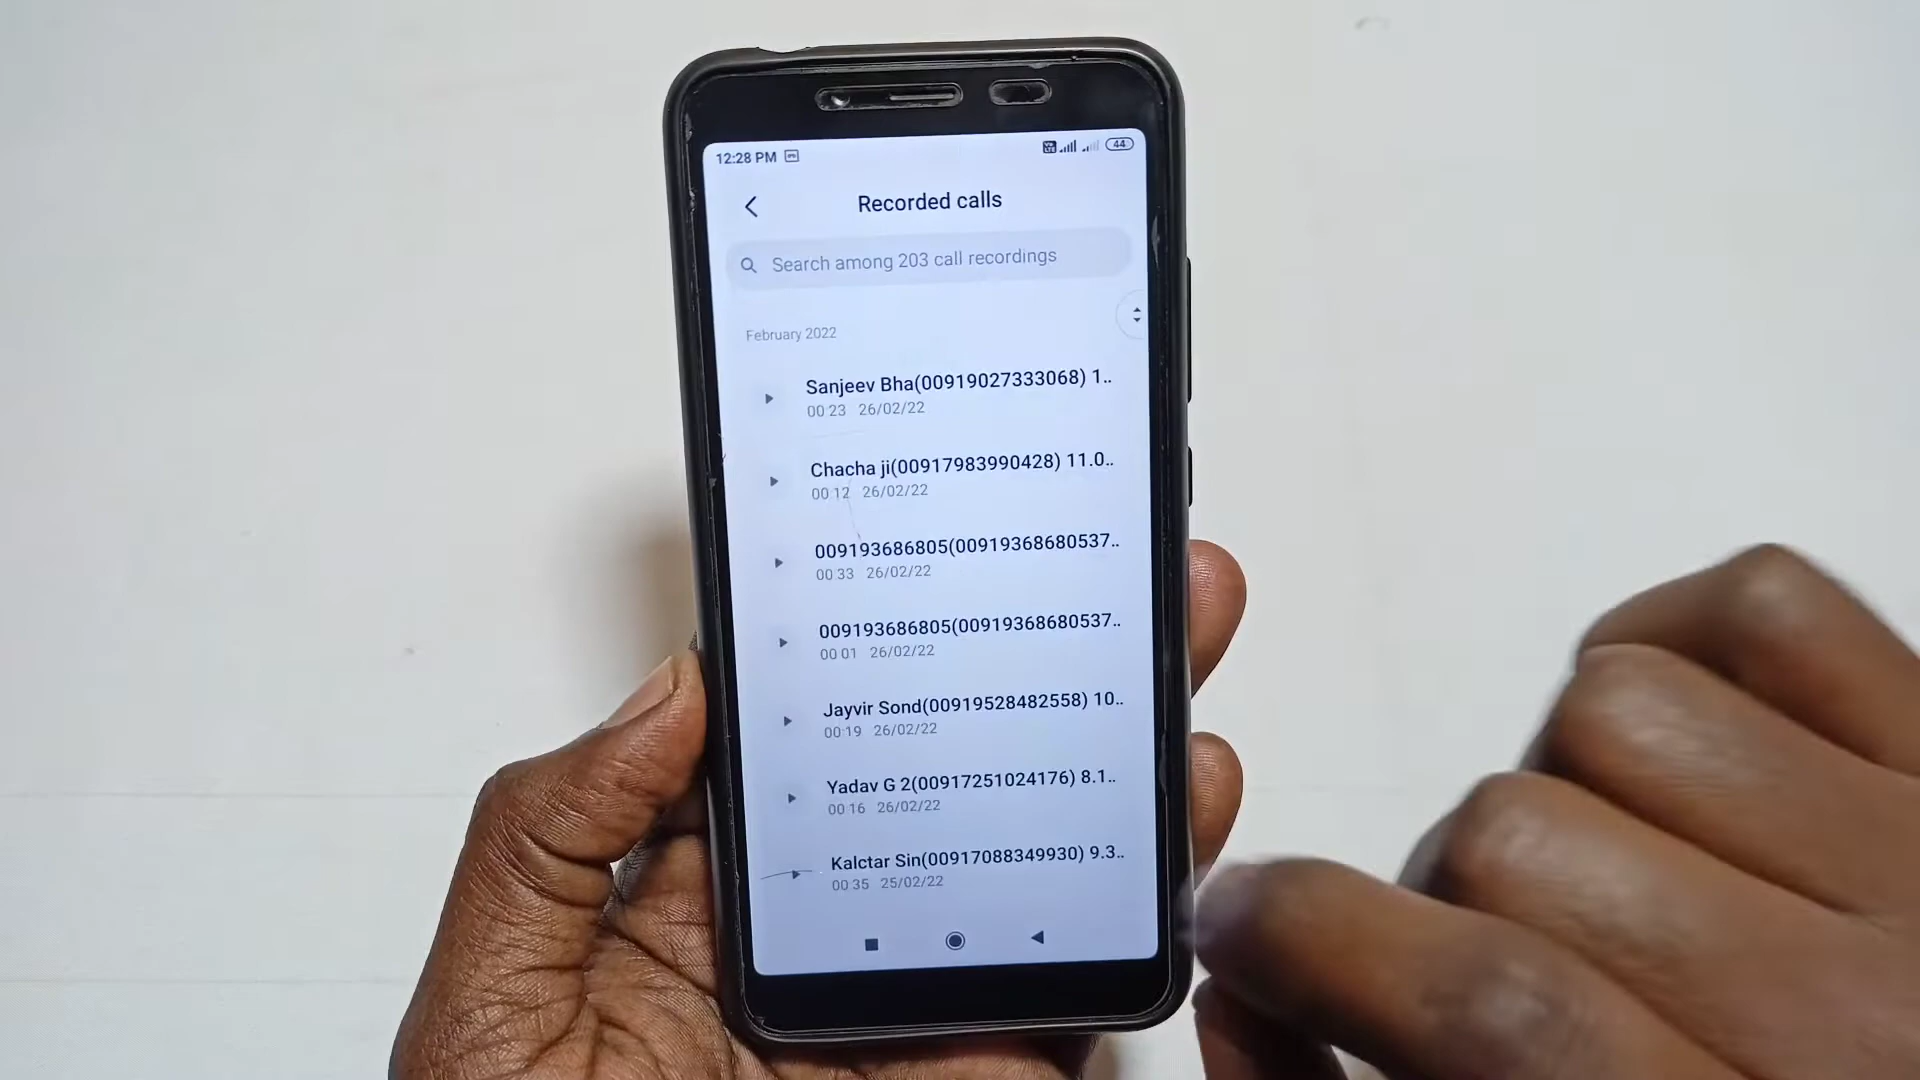 12:28 PM 44
Recorded calls
Search among 203 call recordings
February 2022
Sanjeev Bha(00919027333068) 1..
00:23 26/02/22
Chacha ji(00917983990428) 11.0..
00:12 26/02/22
009193686805(00919368680537..
00:33 26/02/22
009193686805(00919368680537..
00:01 26/02/22
Jayvir Sond(00919528482558) 10..
00:19 26/02/22
Yadav G 2(00917251024176) 8.1..
00:16 26/02/22
Kalctar Sin(00917088349930) 9.3..
00:35 25/02/22